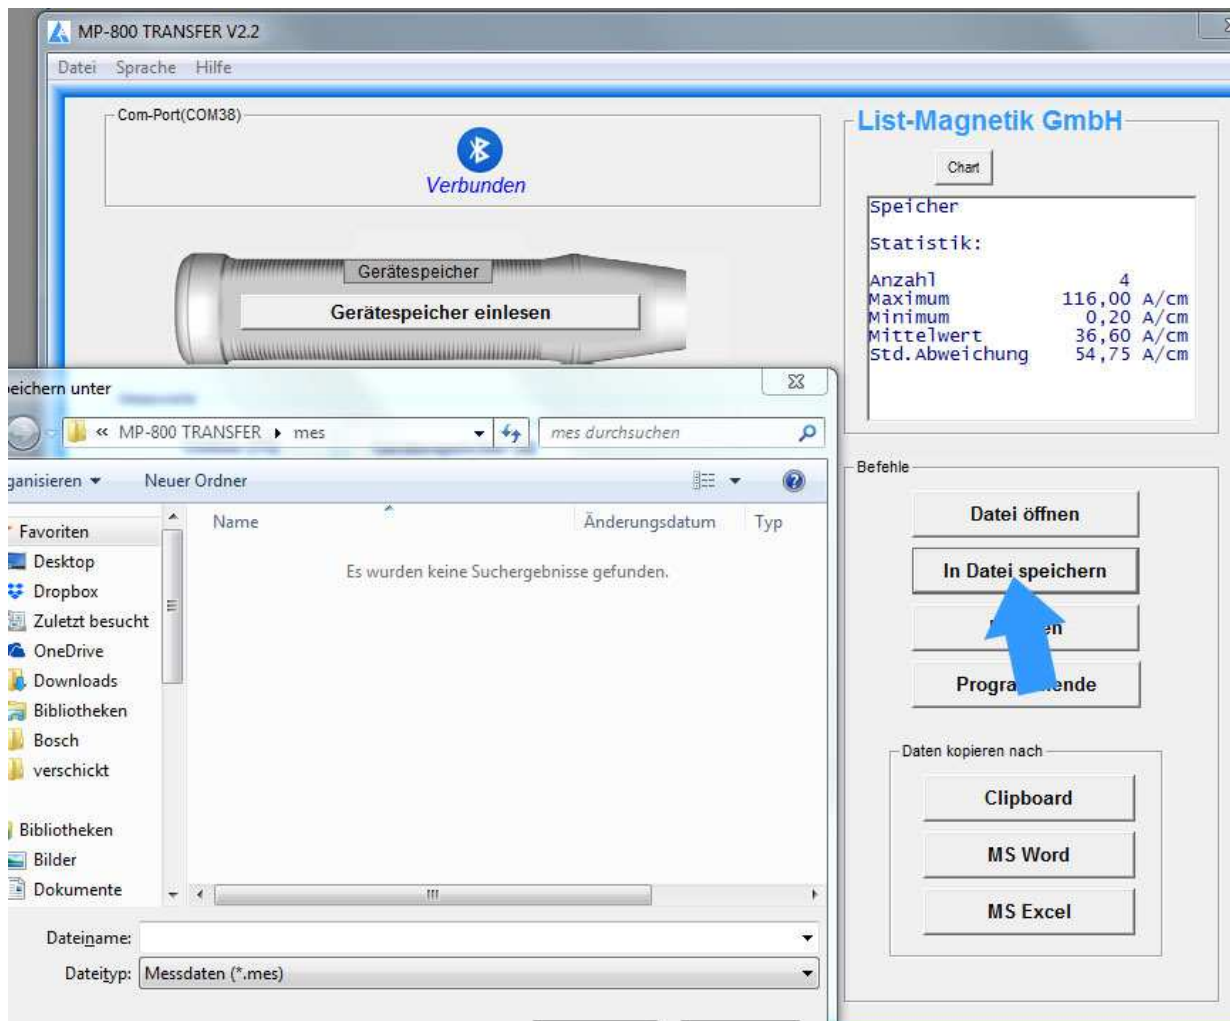 MP-800 TRANSFER V2.2
Datei Sprache Hilfe
Com-Port(COM38)
Verbunden
Gerätespeicher
Gerätespeicher einlesen
List-Magnetik GmbH
Chart
Speicher
Statistik:
Anzahl 4
Maximum 116,00 A/cm
Minimum 0,20 A/cm
Mittelwert 36,60 A/cm
Std.Abweichung 54,75 A/cm
eichern unter
« MP-800 TRANSFER ▸ mes
mes durchsuchen
ganisieren
Neuer Ordner
Name Änderungsdatum Typ
Es wurden keine Suchergebnisse gefunden.
Favoriten
Desktop
Dropbox
Zuletzt besucht
OneDrive
Downloads
Bibliotheken
Bosch
verschickt
Bibliotheken
Bilder
Dokumente
Dateiname:
Dateityp: Messdaten (*.mes)
Befehle
Datei öffnen
In Datei speichern
Daten kopieren nach
Clipboard
MS Word
MS Excel